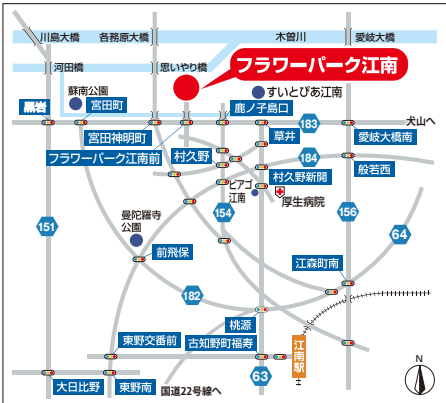 川島大橋
各務原大橋
木曽川
愛岐大橋
河田橋
思いやり橋
フラワーパーク江南
蘇南公園
すいとぴあ江南
黒岩
宮田町
鹿ノ子島口
犬山へ
183
宮田神明町
草井
愛岐大橋南
フラワーパーク江南前
村久野
184
般若西
村久野新開
ピアゴ
江南
厚生病院
151
曼陀羅寺
公園
154
156
64
前飛保
江森町南
182
桃源
東野交番前
古知野町福寿
江南駅
大日比野
東野南
国道22号線へ
63
N